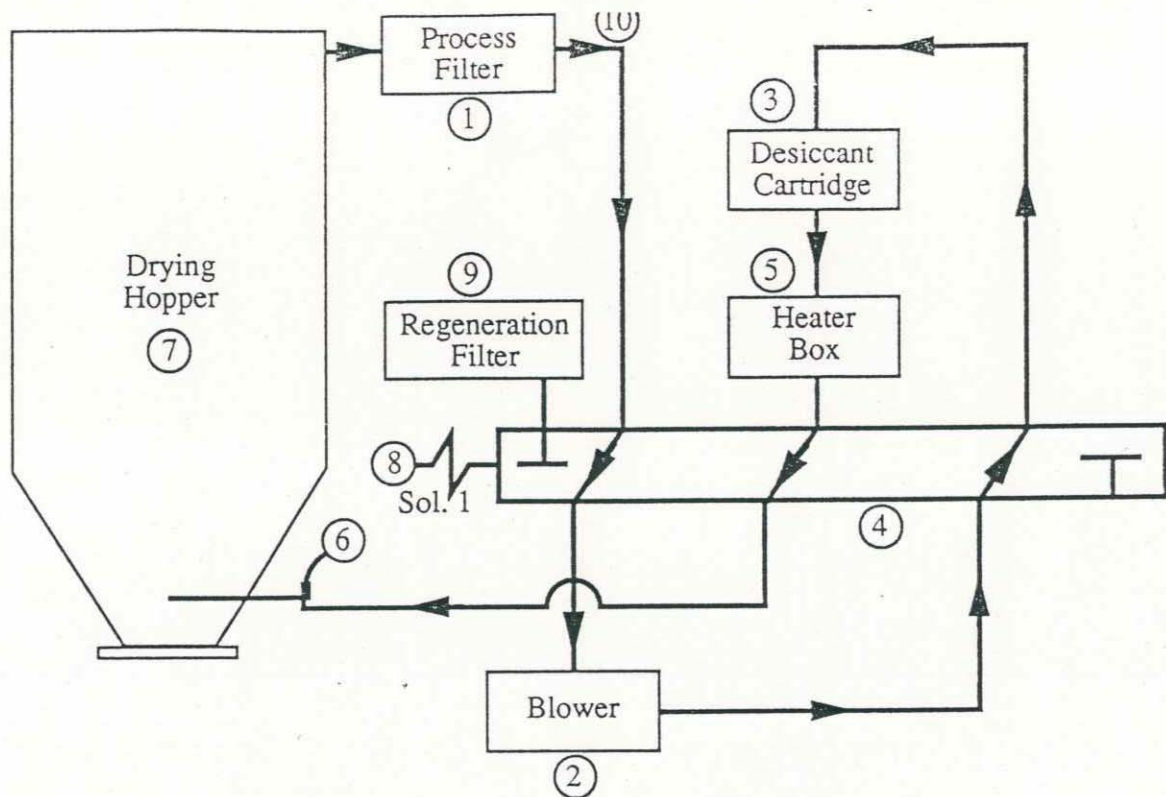 10
Process
Filter
1
3
Desiccant
Cartridge
Drying
Hopper
7
9
Regeneration
Filter
5
Heater
Box
8
Sol. 1
4
6
Blower
2